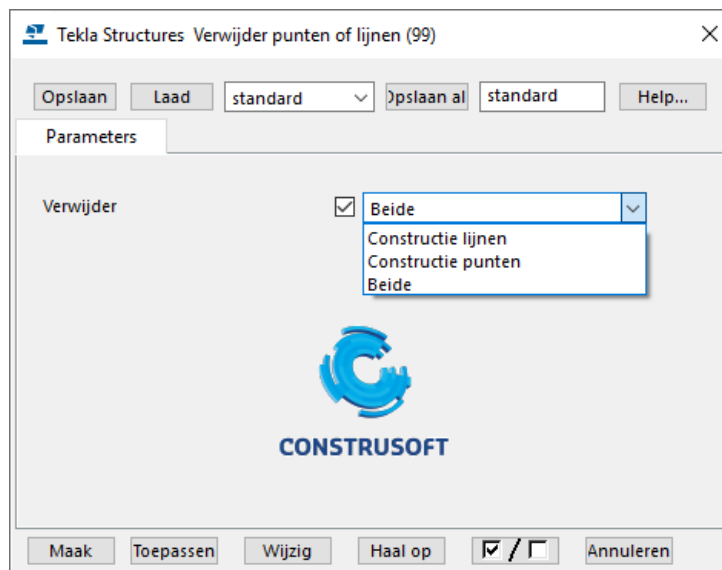 Tekla Structures Verwijder punten of lijnen (99)
Opslaan Laad standard Opslaan al standard Help...
Parameters
Verwijder Beide
Constructie lijnen
Constructie punten
Beide
CONSTRUSOFT
Maak Toepassen Wijzig Haal op / Annuleren